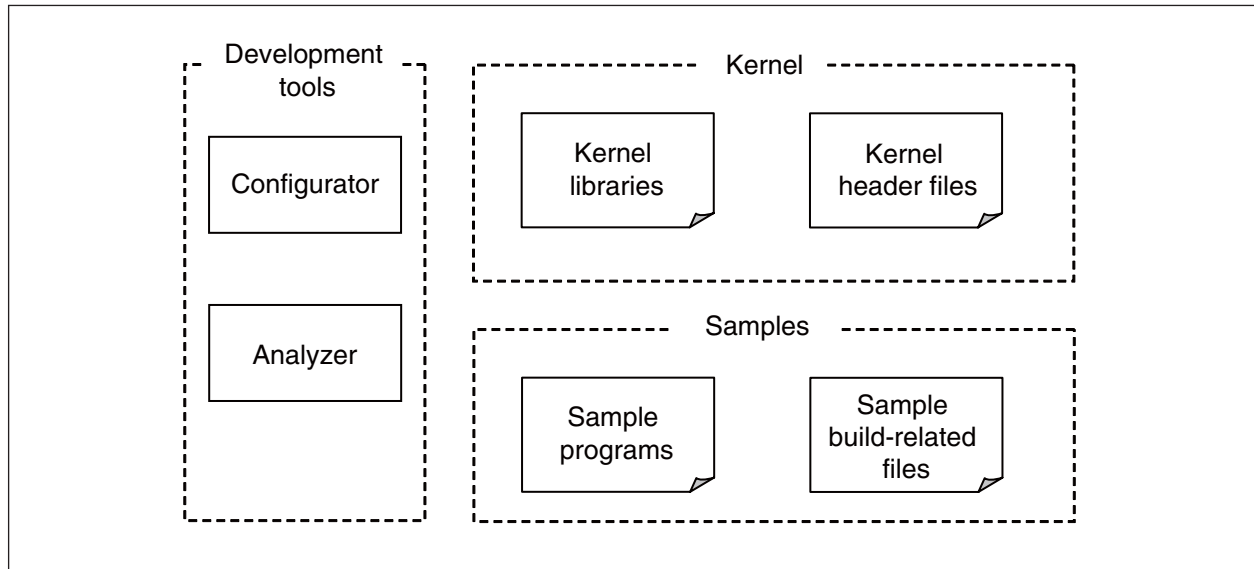 Development
tools
Configurator
Analyzer
Kernel
Kernel
libraries
Kernel
header files
Samples
Sample
programs
Sample
build-related
files